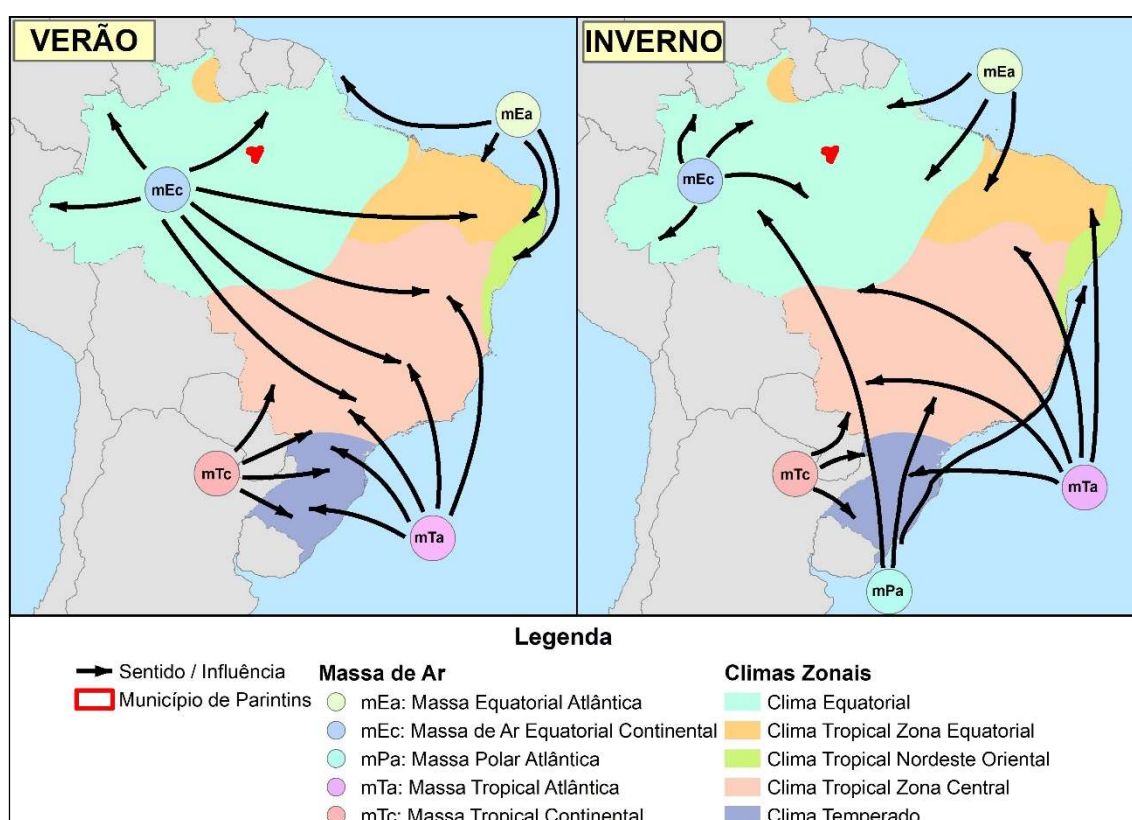 VERÃO
mEa
mEc
mTc
mTa
INVERNO
mEa
mEc
mTc
mTa
mPa
Legenda
Sentido / Influência
Município de Parintins
Massa de Ar
mEa: Massa Equatorial Atlântica
mEc: Massa de Ar Equatorial Continental
mPa: Massa Polar Atlântica
mTa: Massa Tropical Atlântica
mTc: Massa Tropical Continental
Climas Zonais
Clima Equatorial
Clima Tropical Zona Equatorial
Clima Tropical Nordeste Oriental
Clima Tropical Zona Central
Clima Temperado